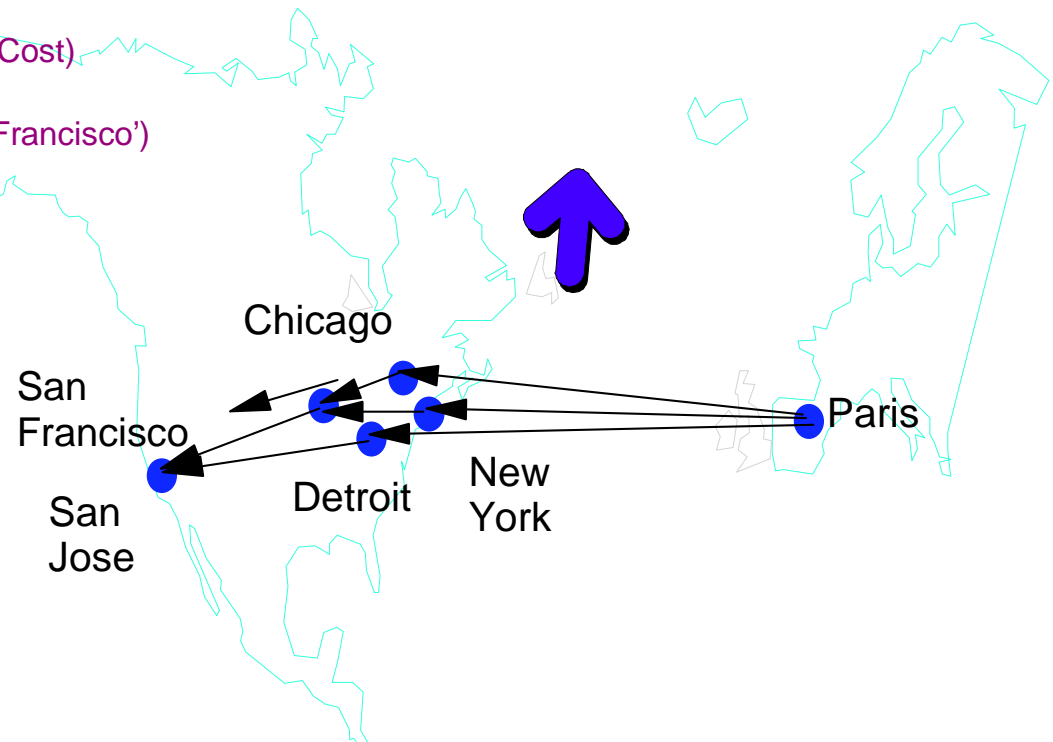 Cost)
Francisco’)
Chicago
San
Francisco
Paris
New
York
Detroit
San
Jose